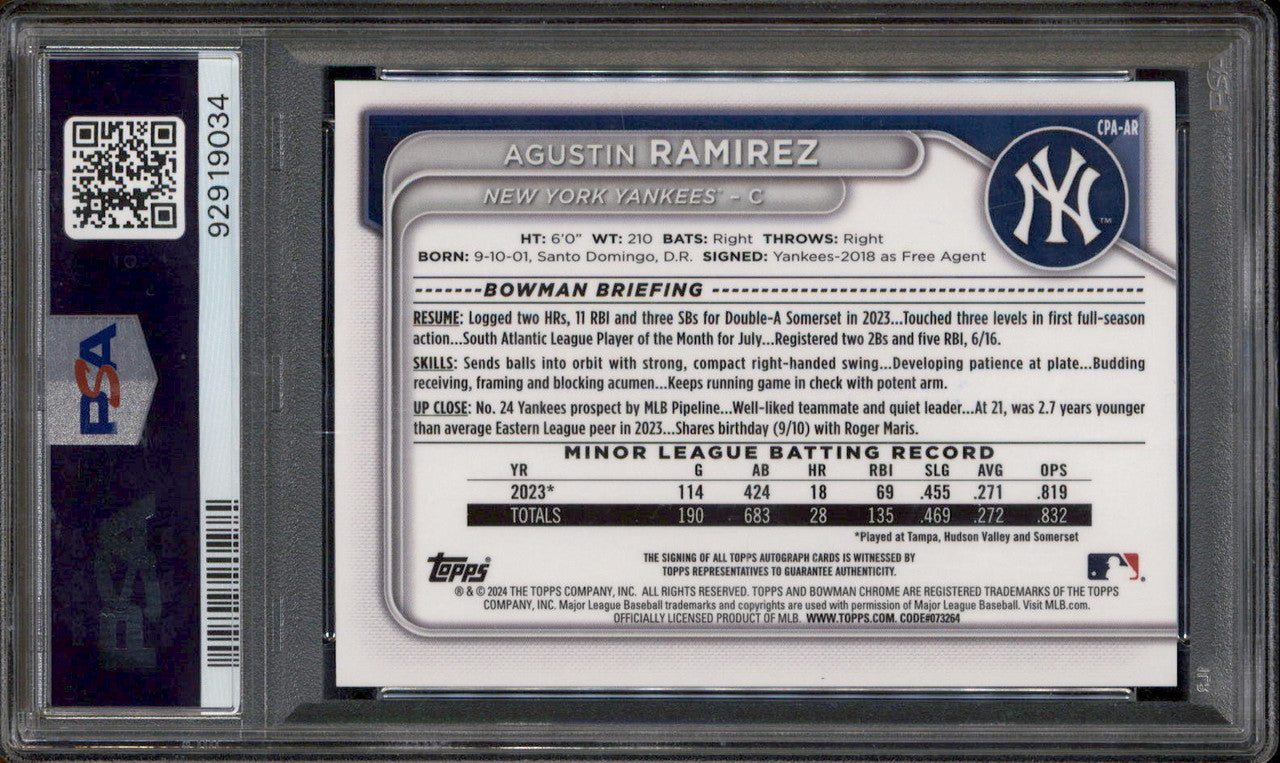 92919034
PSA
CPA-AR
AGUSTIN RAMIREZ
NEW YORK YANKEES™ - C
NY
™
HT: 6'0" WT: 210 BATS: Right THROWS: Right
BORN: 9-10-01, Santo Domingo, D.R. SIGNED: Yankees-2018 as Free Agent
BOWMAN BRIEFING
RESUME: Logged two HRs, 11 RBI and three SBs for Double-A Somerset in 2023...Touched three levels in first full-season
action...South Atlantic League Player of the Month for July...Registered two 2Bs and five RBI, 6/16.
SKILLS: Sends balls into orbit with strong, compact right-handed swing...Developing patience at plate...Budding
receiving, framing and blocking acumen...Keeps running game in check with potent arm.
UP CLOSE: No. 24 Yankees prospect by MLB Pipeline...Well-liked teammate and quiet leader...At 21, was 2.7 years younger
than average Eastern League peer in 2023...Shares birthday (9/10) with Roger Maris.
MINOR LEAGUE BATTING RECORD
YR G AB HR RBI SLG AVG OPS
2023* 114 424 18 69 .455 .271 .819
TOTALS 190 683 28 135 .469 .272 .832
*Played at Tampa, Hudson Valley and Somerset
Topps
THE SIGNING OF ALL TOPPS AUTOGRAPH CARDS IS WITNESSED BY
TOPPS REPRESENTATIVES TO GUARANTEE AUTHENTICITY.
® & © 2024 THE TOPPS COMPANY, INC. ALL RIGHTS RESERVED. TOPPS AND BOWMAN CHROME ARE REGISTERED TRADEMARKS OF THE TOPPS
COMPANY, INC. Major League Baseball trademarks and copyrights are used with permission of Major League Baseball. Visit MLB.com.
OFFICIALLY LICENSED PRODUCT OF MLB. WWW.TOPPS.COM. CODE#073264
PSA